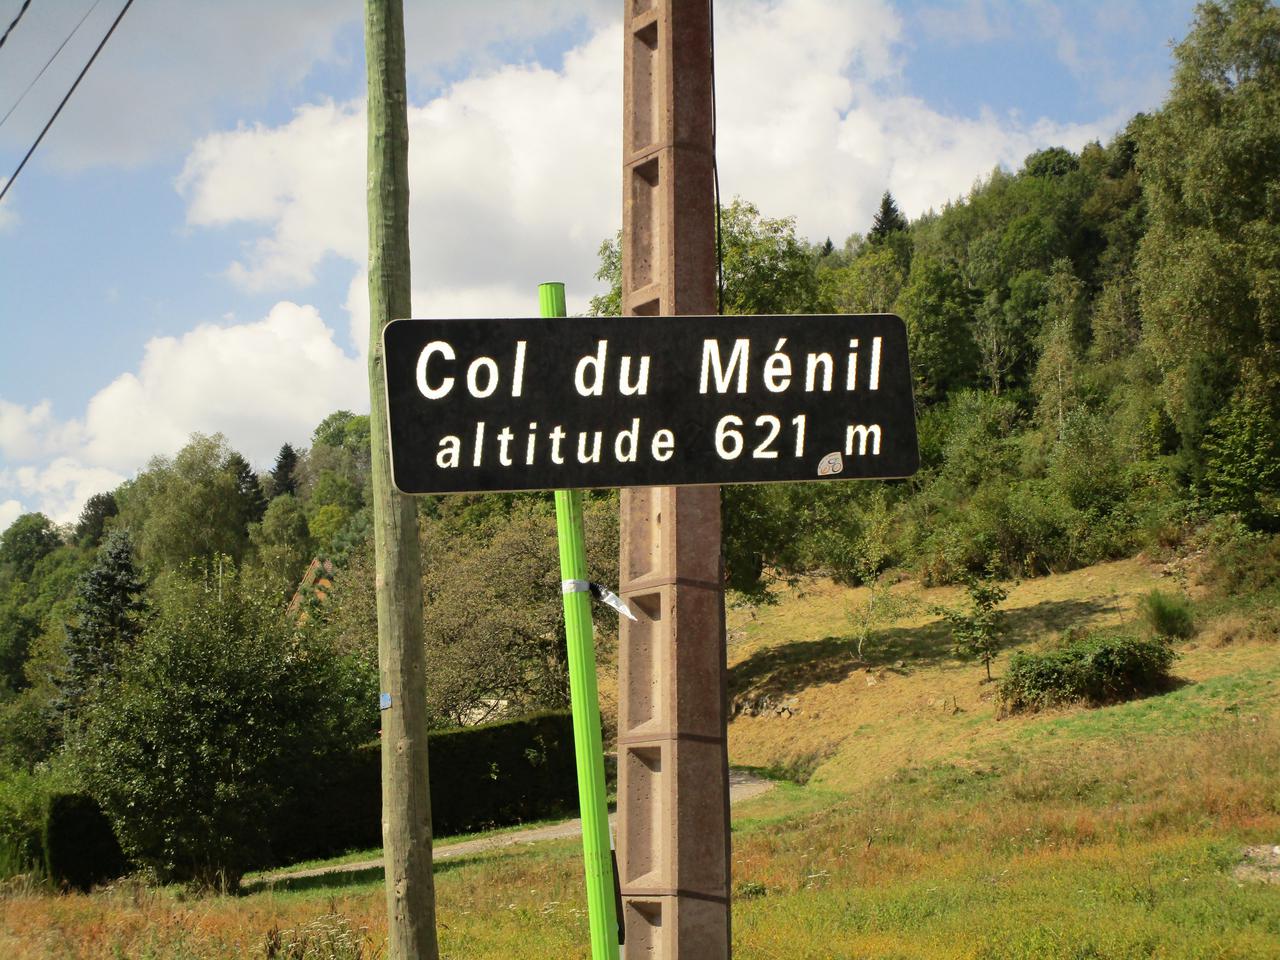 Col du Ménil
altitude 621 m